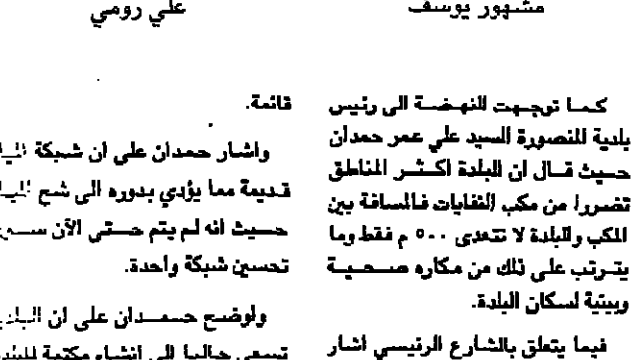 مشهور يوسف
كما توجهت النهضة الى رئيس
بلدية المنصورة السيد علي عمر حمدان
حيث قال ان البلدة اكثر المناطق
تضررا من مكب النفايات فالمسافة بين
المكب والبلدة لا تتعدى ٥٠٠ م فقط وما
يترتب على ذلك من مكاره صحية
وبيئية لسكان البلدة.
فيما يتعلق بالشارع الرئيسي اشار
علي رومي
قائمة.
واشار حمدان علي ان شبكة
قديمة مما يؤدي بدوره الى شح
حيث انه لم يتم حتى الآن سوى
تحسين شبكة واحدة.
ولوضح حمدان على ان
تسعى حاليا الى انشاء مكتبة